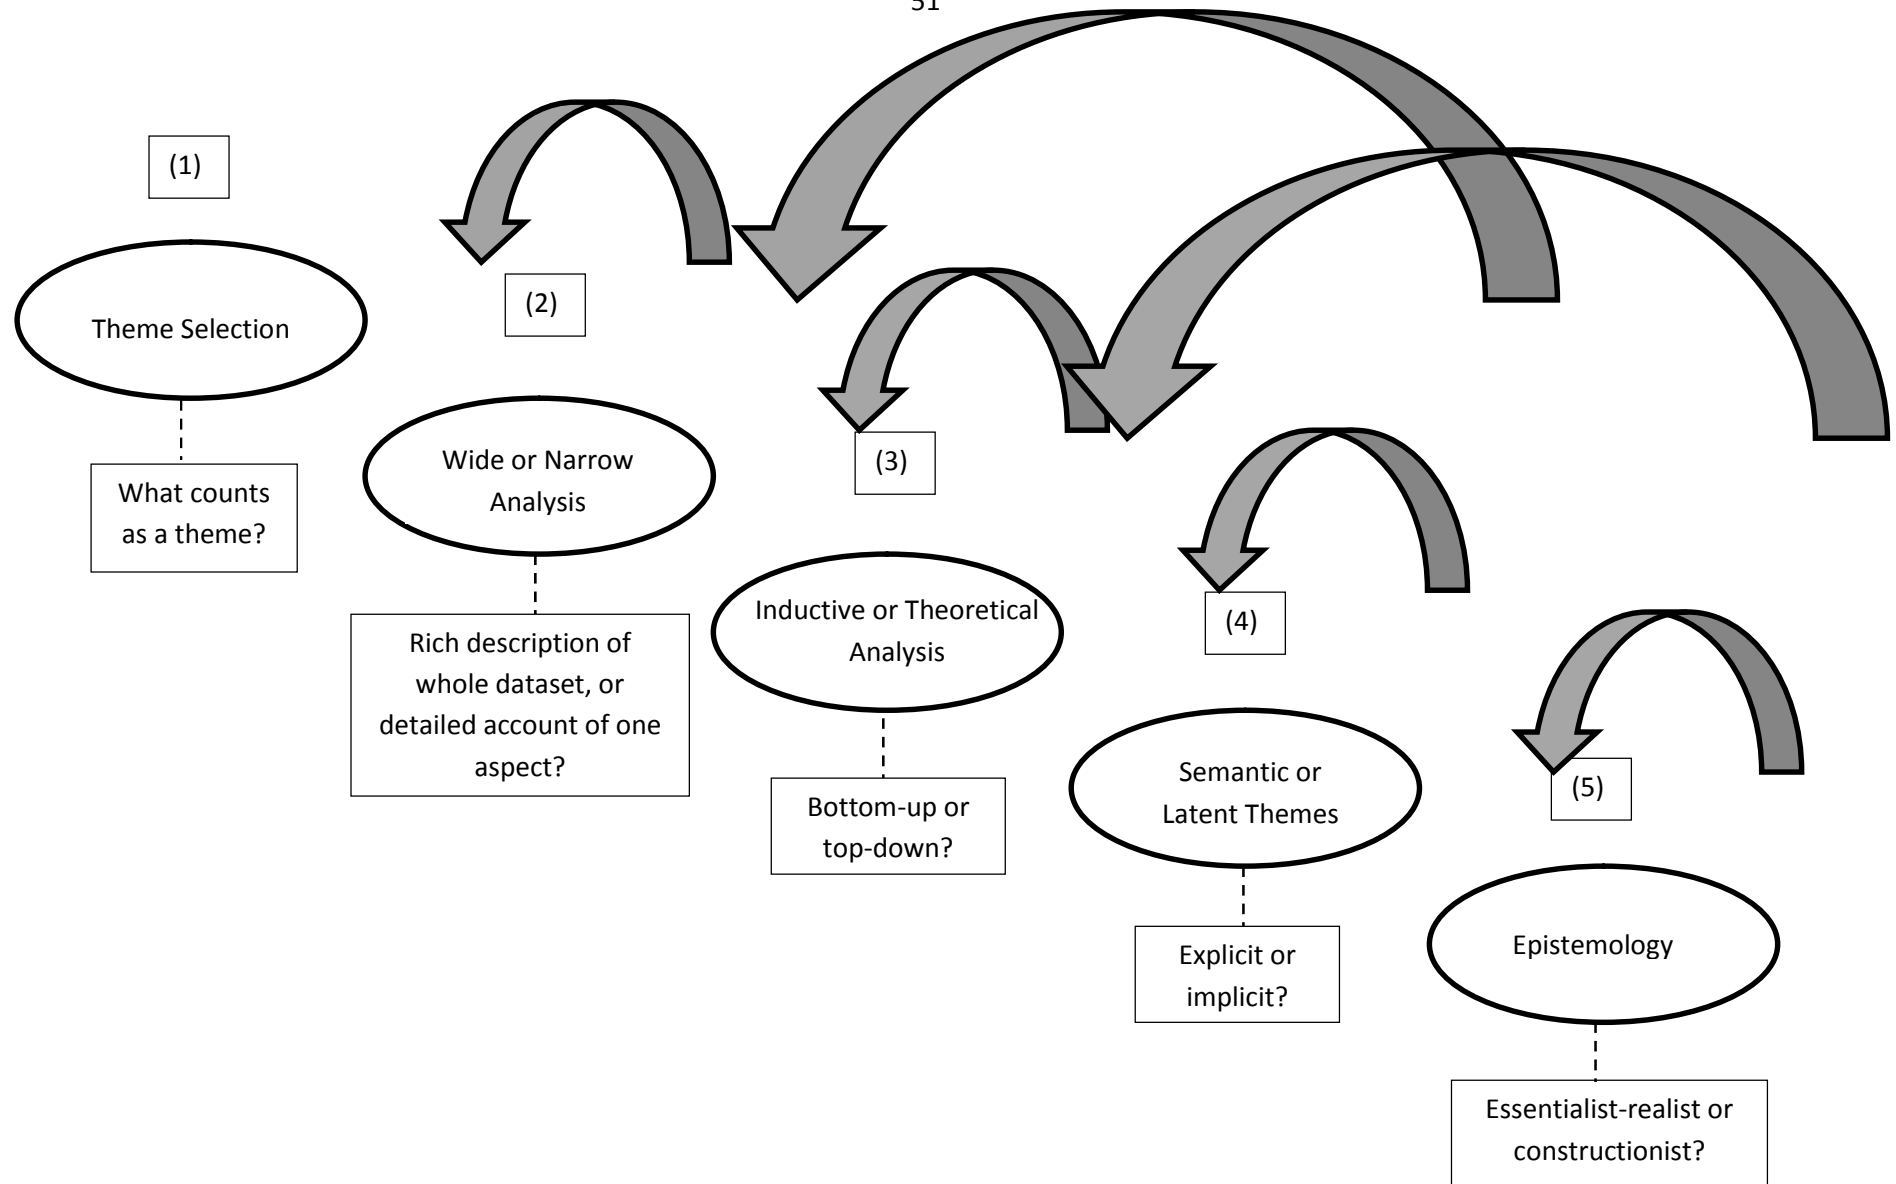 51
(1)
Theme Selection
What counts
as a theme?
(2)
Wide or Narrow
Analysis
Rich description of
whole dataset, or
detailed account of one
aspect?
(3)
Inductive or Theoretical
Analysis
Bottom-up or
top-down?
(4)
Semantic or
Latent Themes
Explicit or
implicit?
(5)
Epistemology
Essentialist-realist or
constructionist?